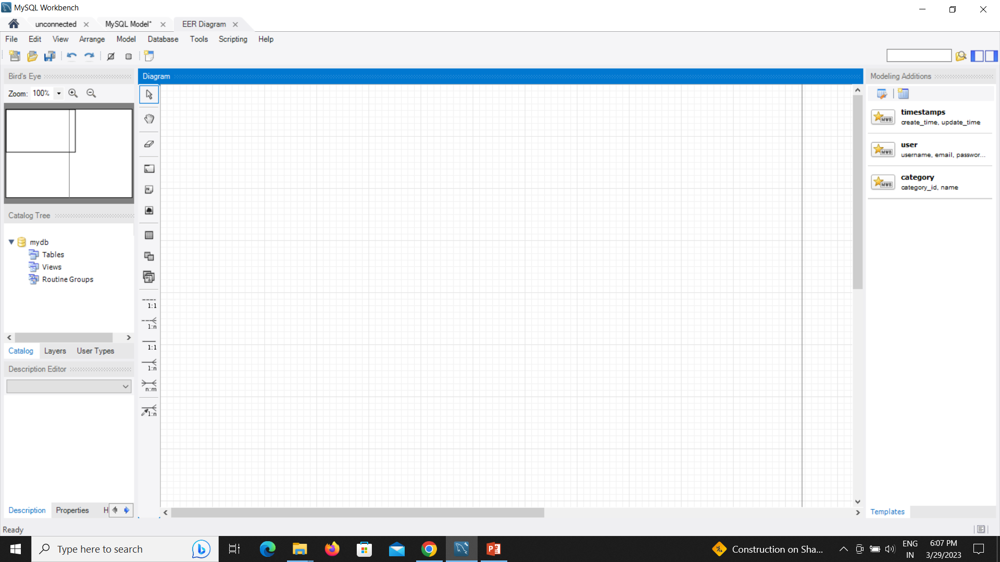 MySQL Workbench
unconnected
MySQL Model*
EER Diagram
File Edit View Arrange Model Database Tools Scripting Help
Bird's Eye
Zoom: 100%
Catalog Tree
mydb
Tables
Views
Routine Groups
Catalog Layers User Types
Description Editor
Description Properties H
Diagram
L
N
1:1
1:n
1:1
1:n
n:m
1:n
Modeling Additions
MWB
timestamps
create_time, update_time
MWB
user
username, email, passwor...
MWB
category
category_id, name
Templates
Ready
Type here to search
Construction on Sha...
ENG
IN
6:07 PM
3/29/2023